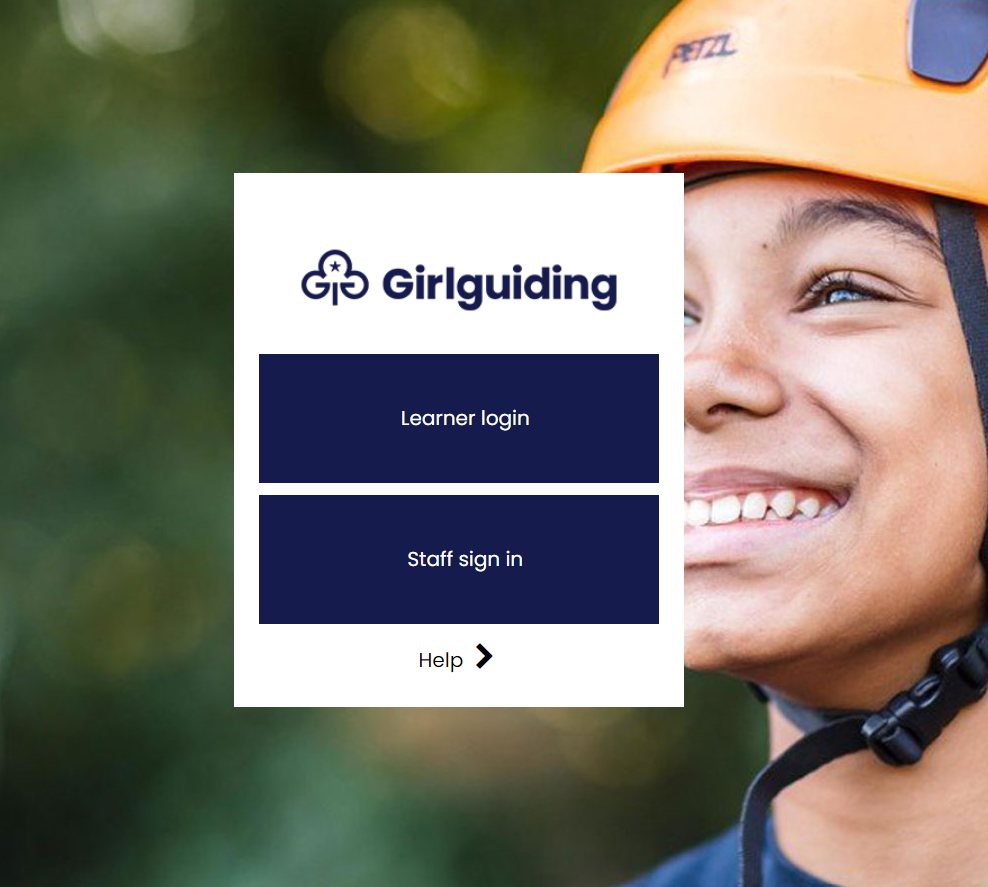 PETZL
Girlguiding
Learner login
Staff sign in
Help